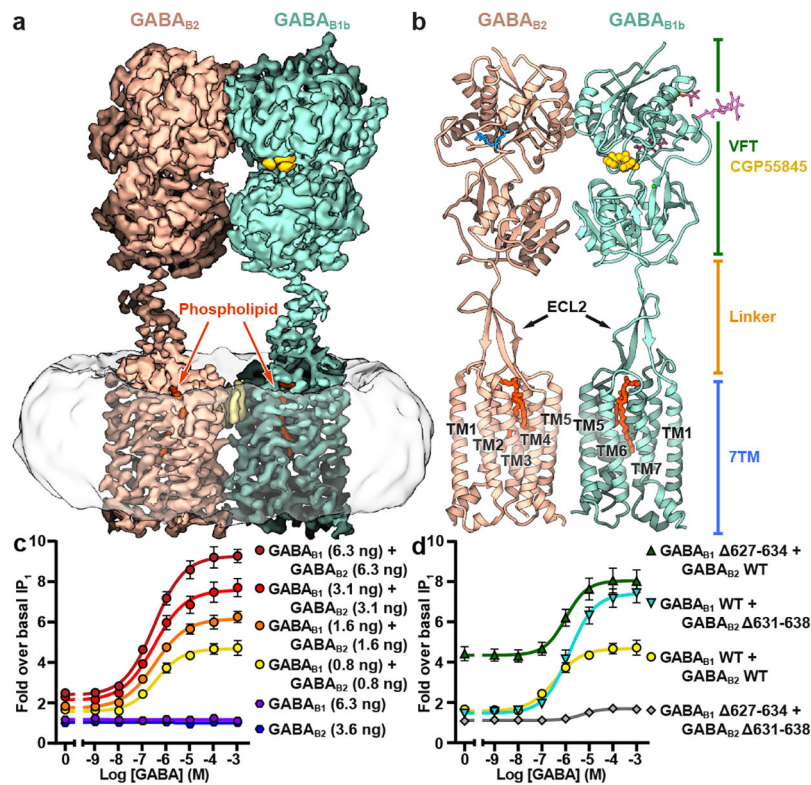 a
GABAB2
GABAB1b
Phospholipid
b
GABAB2
GABAB1b
VFT
CGP55845
ECL2
Linker
TM1
TM2
TM3
TM4
TM5
TM5
TM6
TM7
TM1
7TM
c
Fold over basal IP1
10
8
6
4
2
0
0 -9 -8 -7 -6 -5 -4 -3
Log [GABA] (M)
GABAB1 (6.3 ng) +
GABAB2 (6.3 ng)
GABAB1 (3.1 ng) +
GABAB2 (3.1 ng)
GABAB1 (1.6 ng) +
GABAB2 (1.6 ng)
GABAB1 (0.8 ng) +
GABAB2 (0.8 ng)
GABAB1 (6.3 ng)
GABAB2 (3.6 ng)
d
Fold over basal IP1
10
8
6
4
2
0
0 -9 -8 -7 -6 -5 -4 -3
Log [GABA] (M)
GABAB1 Δ627-634 +
GABAB2 WT
GABAB1 WT +
GABAB2 Δ631-638
GABAB1 WT +
GABAB2 WT
GABAB1 Δ627-634 +
GABAB2 Δ631-638